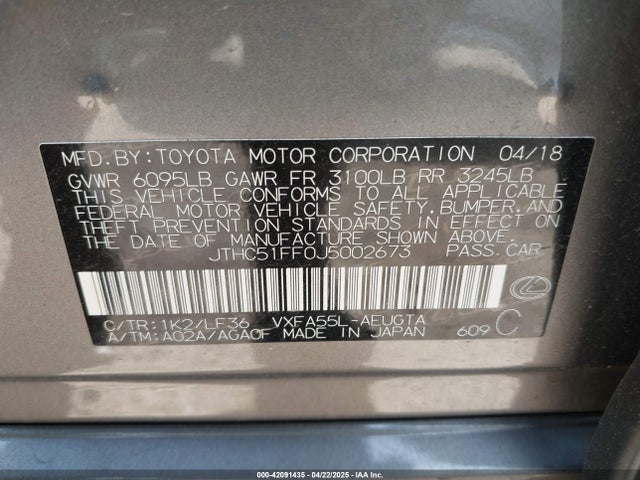 MFD.BY:TOYOTA MOTOR CORPORATION 04/18
GVWR 6095LB GAWR FR 3100LB RR 3245LB
THIS VEHICLE CONFORMS TO ALL APPLICABLE
FEDERAL MOTOR VEHICLE SAFETY,BUMPER,AND
THEFT PREVENTION STANDARDS IN EFFECT ON
THE DATE OF MANUFACTURE SHOWN ABOVE.
JTHC51FF0J5002673 PASS.CAR
C/TR:1K2/LF36 VXFA55L-AEUGTA
A/TM:A02A/AGA0F MADE IN JAPAN 609 C
000-42091435 - 04/22/2025 - IAA Inc.